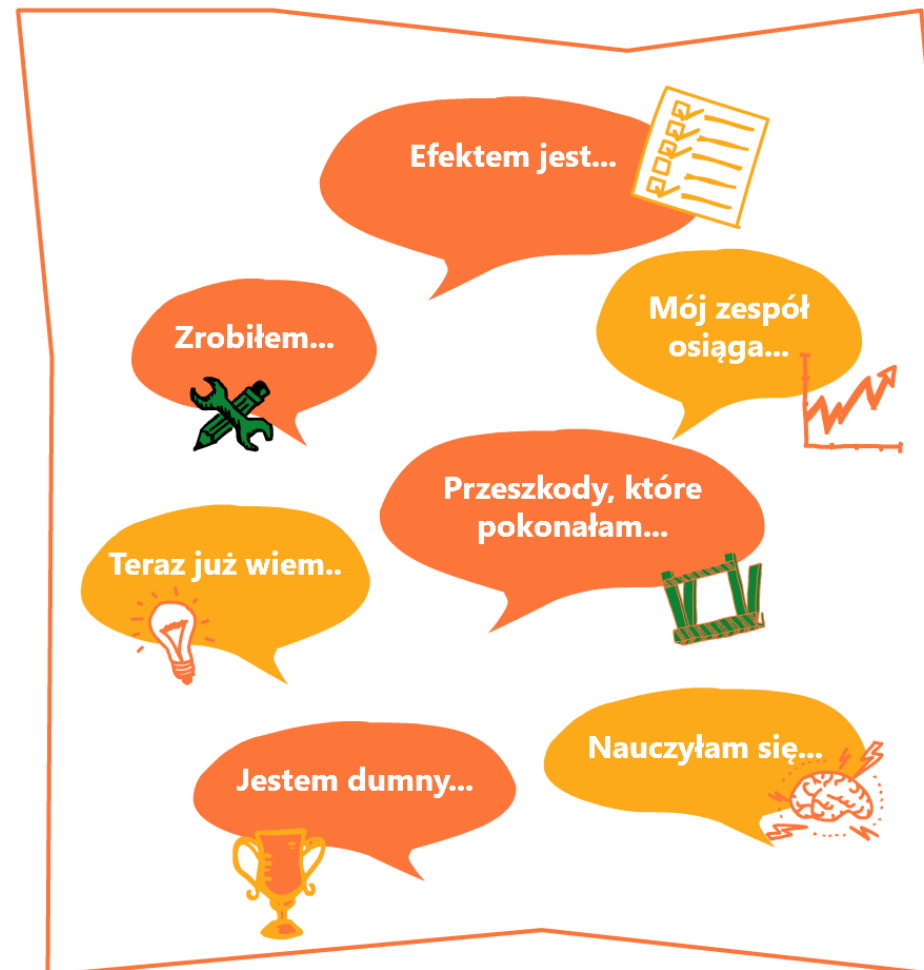 Efektem jest...
Mój zespół
osiąga...
Zrobiłem...
Przeszkody, które
pokonałam...
Teraz już wiem..
Nauczyłam się...
Jestem dumny...